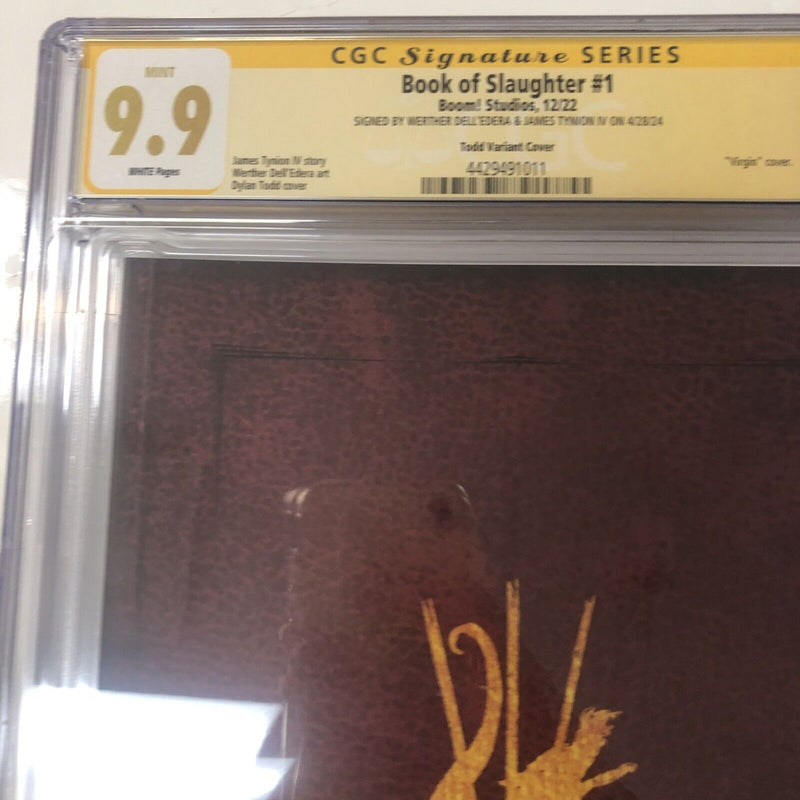 CGC Signature SERIES
MINT
9.9
WHITE Pages
Book of Slaughter #1
Boom! Studios, 12/22
SIGNED BY WERTHER DELL'EDERA & JAMES TYNION IV ON 4/28/24
Todd Variant Cover
4429491011
James Tynion IV story
Werther Dell'Edera art
Dylan Todd cover
"Virgin" cover.